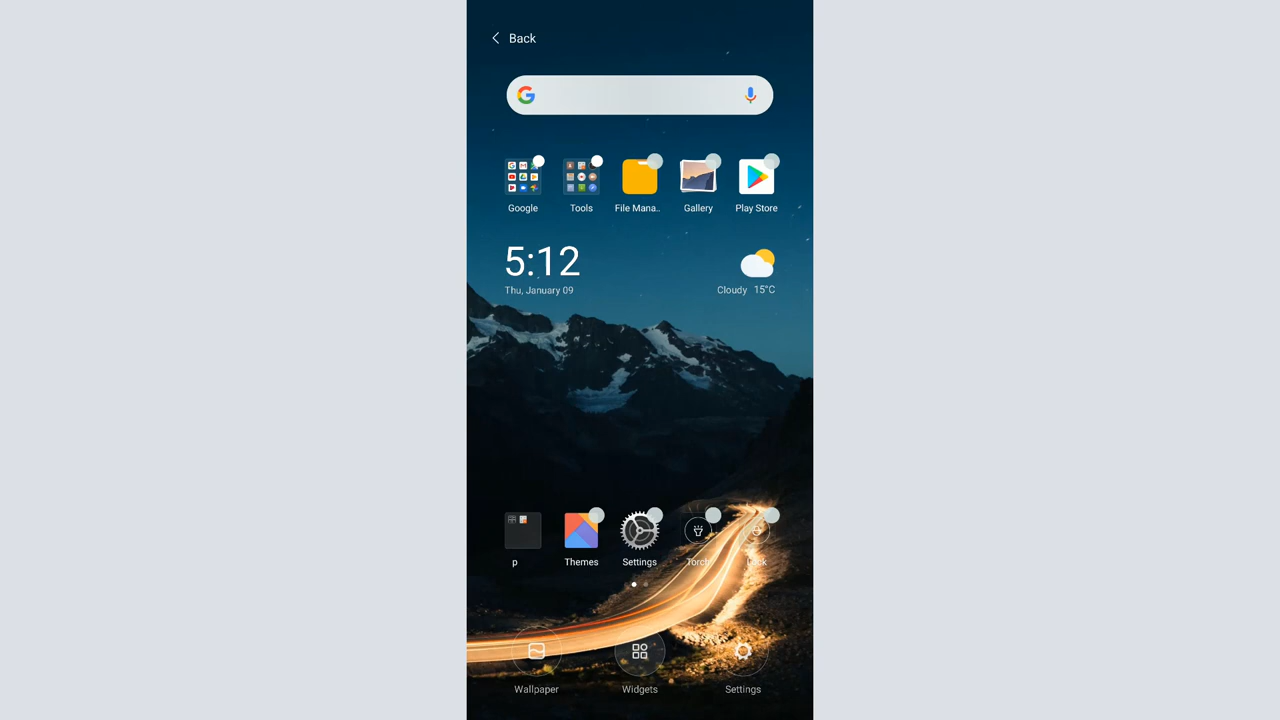 Back
Google Tools File Mana.. Gallery Play Store
5:12
Thu, January 09
Cloudy 15°C
p Themes Settings Torch Lock
Wallpaper Widgets Settings